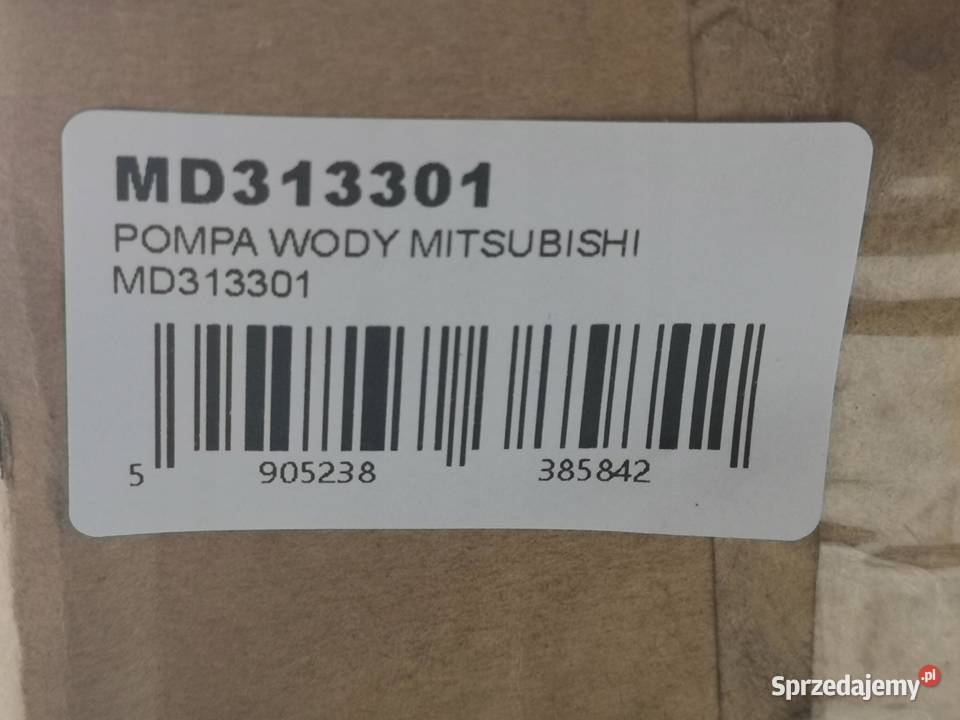 MD313301
POMPA WODY MITSUBISHI
MD313301
5 905238 385842
Sprzedajemy.pl